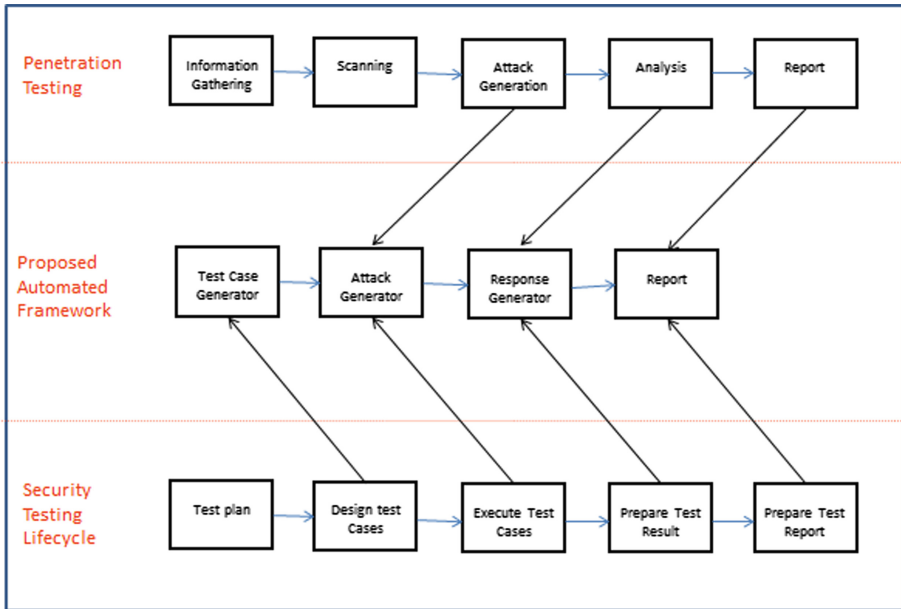 Penetration
Testing
Information
Gathering
Scanning
Attack
Generation
Analysis
Report
Proposed
Automated
Framework
Test Case
Generator
Attack
Generator
Response
Generator
Report
Security
Testing
Lifecycle
Test plan
Design test
Cases
Execute Test
Cases
Prepare Test
Result
Prepare Test
Report